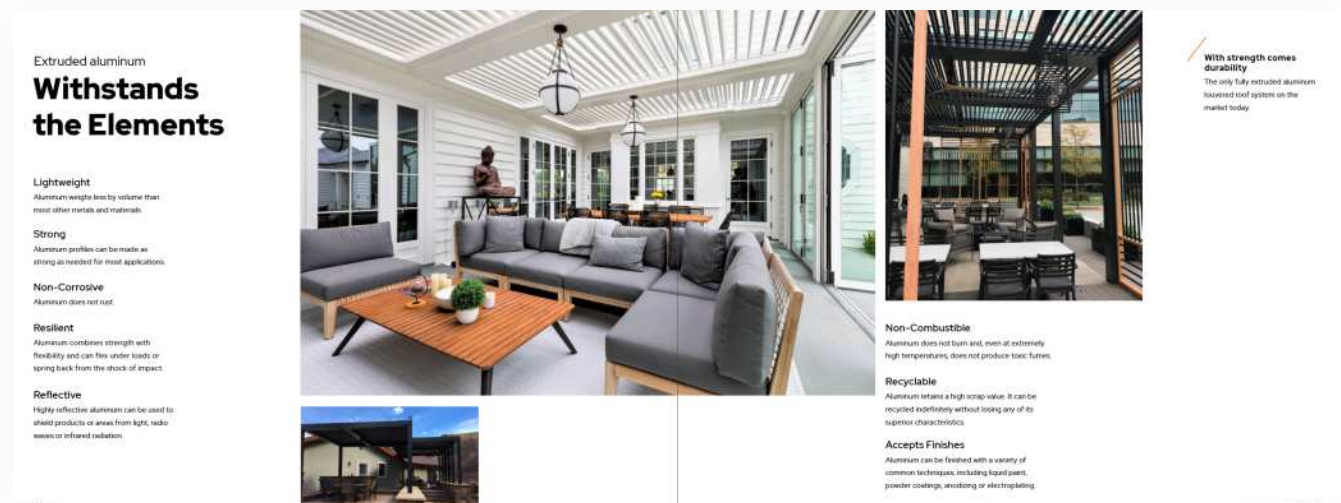 Extruded aluminum
Withstands
the Elements
Lightweight
Aluminum weighs less by volume than
most other metals and materials.
Strong
Aluminum profiles can be made as
strong as needed for most applications.
Non-Corrosive
Aluminum does not rust.
Resilient
Aluminum combines strength with
flexibility and can flex under loads or
spring back from the shock of impact.
Reflective
Highly reflective aluminum can be used to
shield products or areas from light, radio
waves or infrared radiation.
Non-Combustible
Aluminum does not burn and, even at extremely
high temperatures, does not produce toxic fumes.
Recyclable
Aluminum retains a high scrap value. It can be
recycled indefinitely without losing any of its
superior characteristics.
Accepts Finishes
Aluminum can be finished with a variety of
common techniques, including liquid paint,
powder coatings, anodizing or electroplating.
With strength comes
durability
The only fully extruded aluminum
louvered roof system on the
market today.